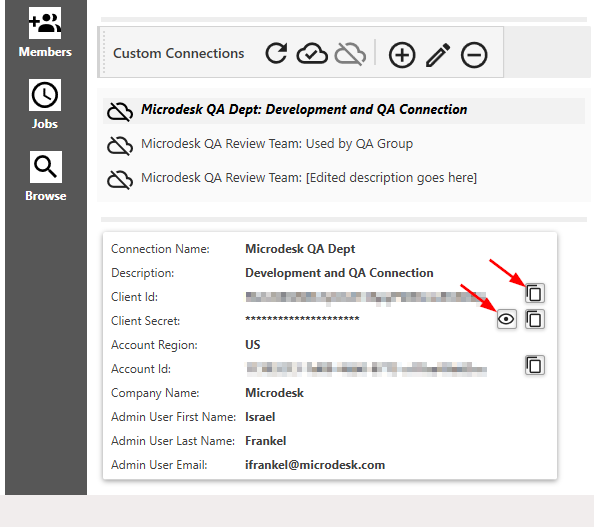 Members
Jobs
Browse
Custom Connections
Microdesk QA Dept: Development and QA Connection
Microdesk QA Review Team: Used by QA Group
Microdesk QA Review Team: [Edited description goes here]
Connection Name: Microdesk QA Dept
Description: Development and QA Connection
Client Id:
Client Secret: *********************
Account Region: US
Account Id:
Company Name: Microdesk
Admin User First Name: Israel
Admin User Last Name: Frankel
Admin User Email: ifrankel@microdesk.com